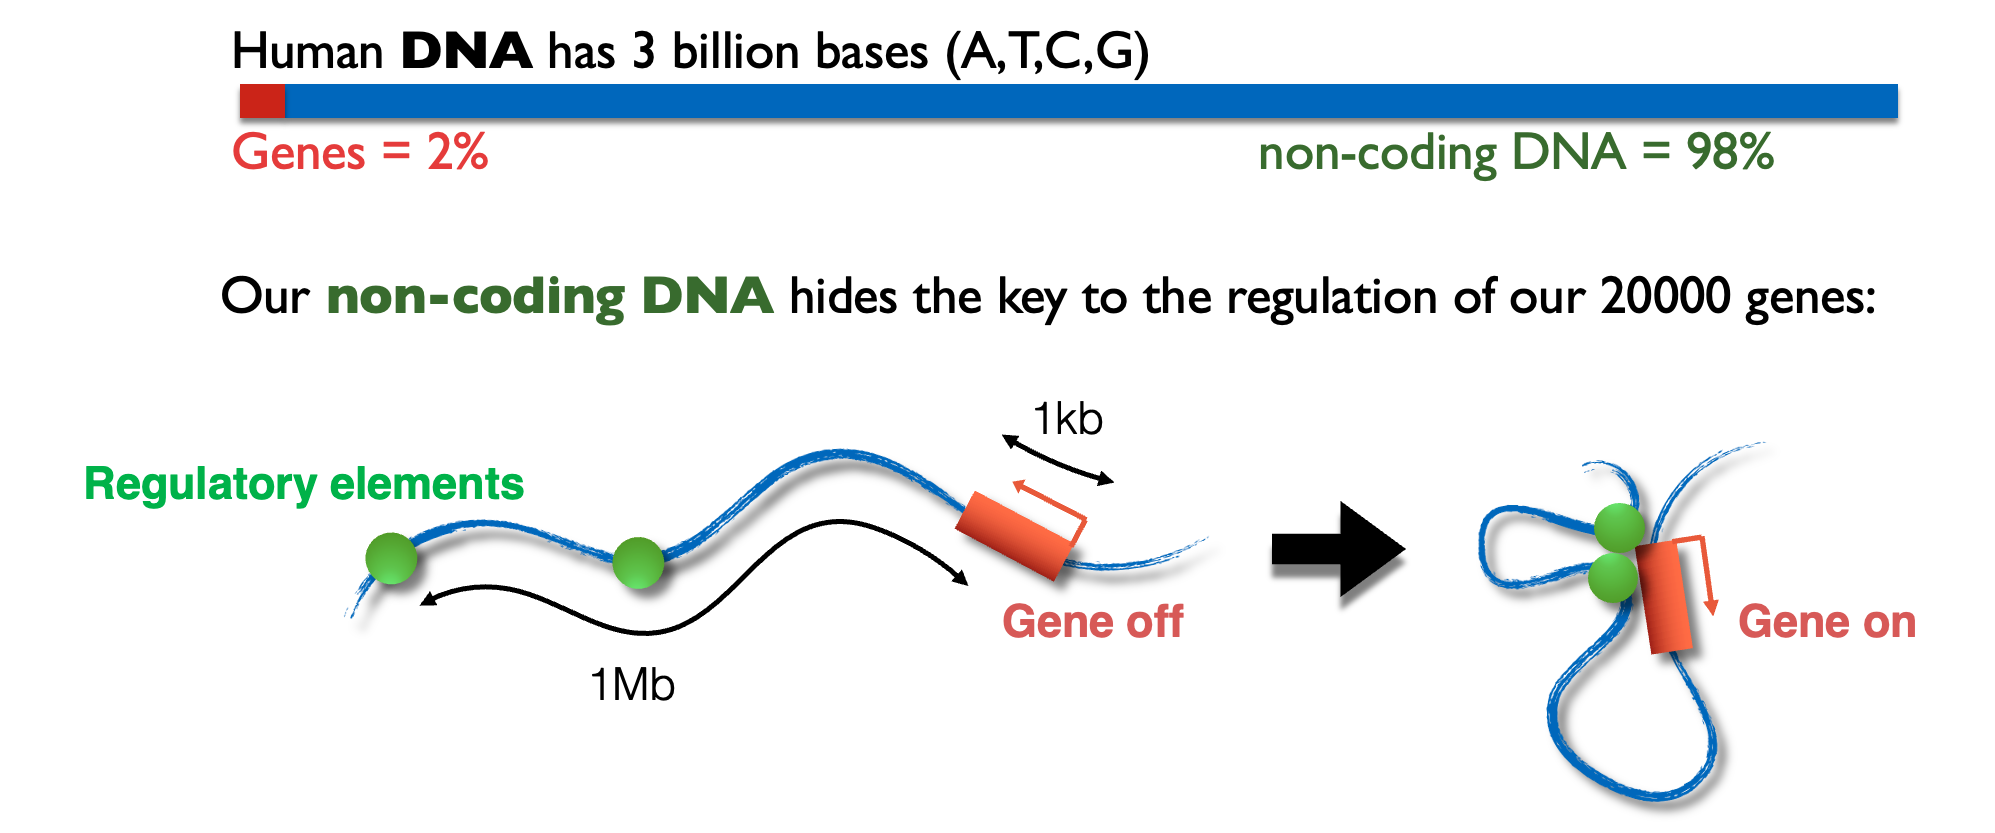 Human DNA has 3 billion bases (A,T,C,G)
Genes = 2%
non-coding DNA = 98%
Our non-coding DNA hides the key to the regulation of our 20000 genes:
1kb
Regulatory elements
Gene off
Gene on
1Mb